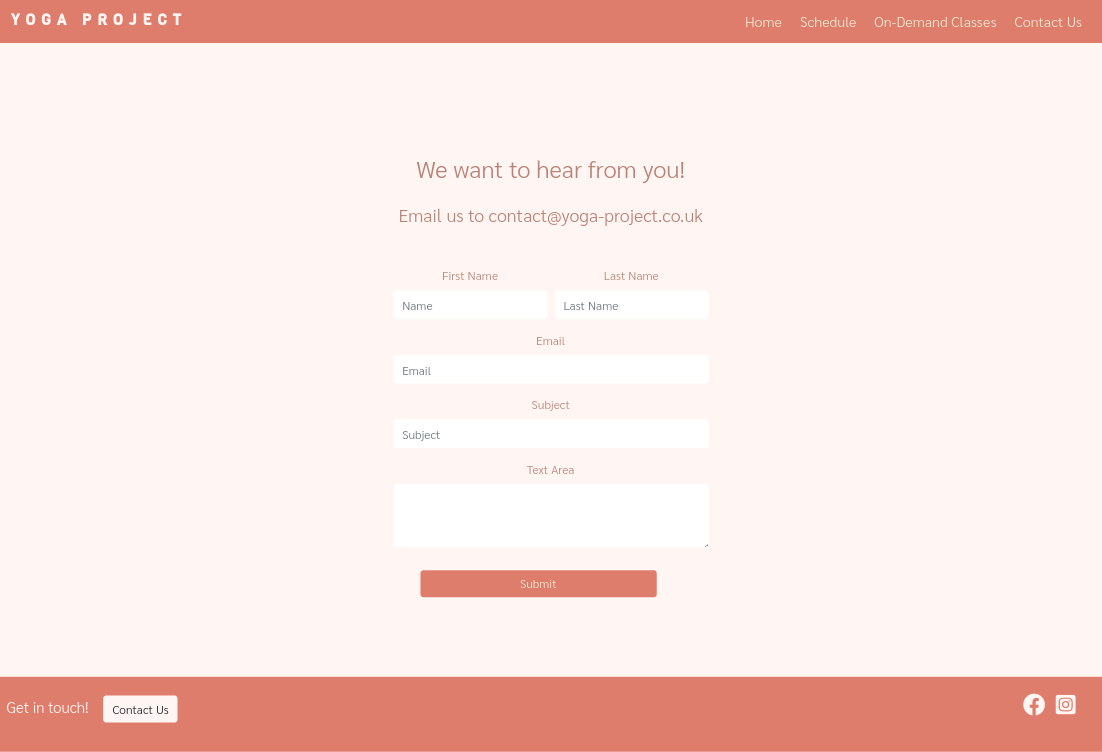 YOGA PROJECT
Home Schedule On-Demand Classes Contact Us
We want to hear from you!
Email us to contact@yoga-project.co.uk
First Name Last Name
Name Last Name
Email
Email
Subject
Subject
Text Area
Submit
Get in touch! Contact Us